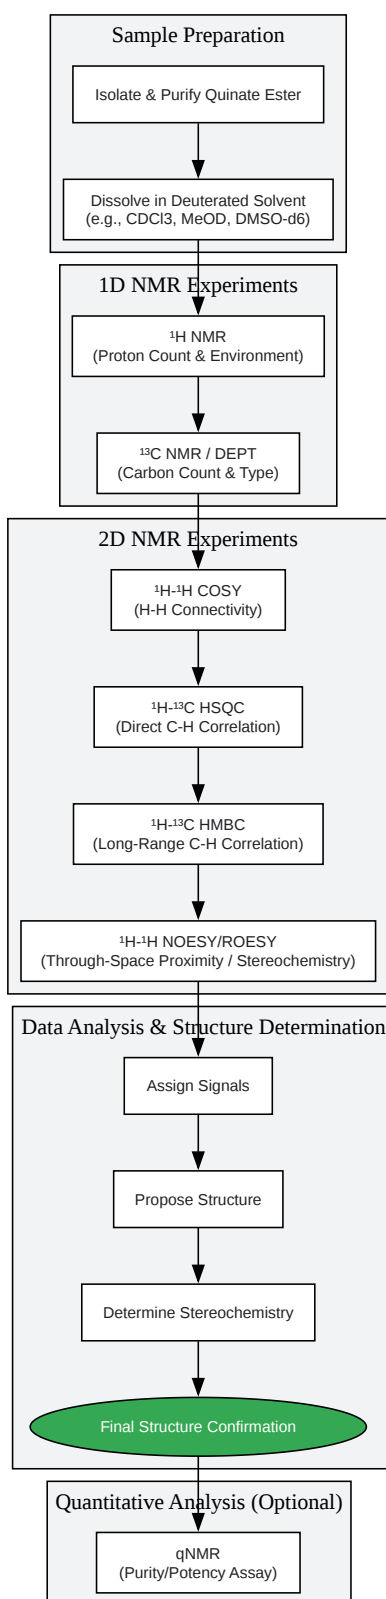 Sample Preparation
Isolate & Purify Quinate Ester
Dissolve in Deuterated Solvent
(e.g., CDCl3, MeOD, DMSO-d6)
1D NMR Experiments
¹H NMR
(Proton Count & Environment)
¹³C NMR / DEPT
(Carbon Count & Type)
2D NMR Experiments
¹H-¹H COSY
(H-H Connectivity)
¹H-¹³C HSQC
(Direct C-H Correlation)
¹H-¹³C HMBC
(Long-Range C-H Correlation)
¹H-¹H NOESY/ROESY
(Through-Space Proximity / Stereochemistry)
Data Analysis & Structure Determination
Assign Signals
Propose Structure
Determine Stereochemistry
Final Structure Confirmation
Quantitative Analysis (Optional)
qNMR
(Purity/Potency Assay)